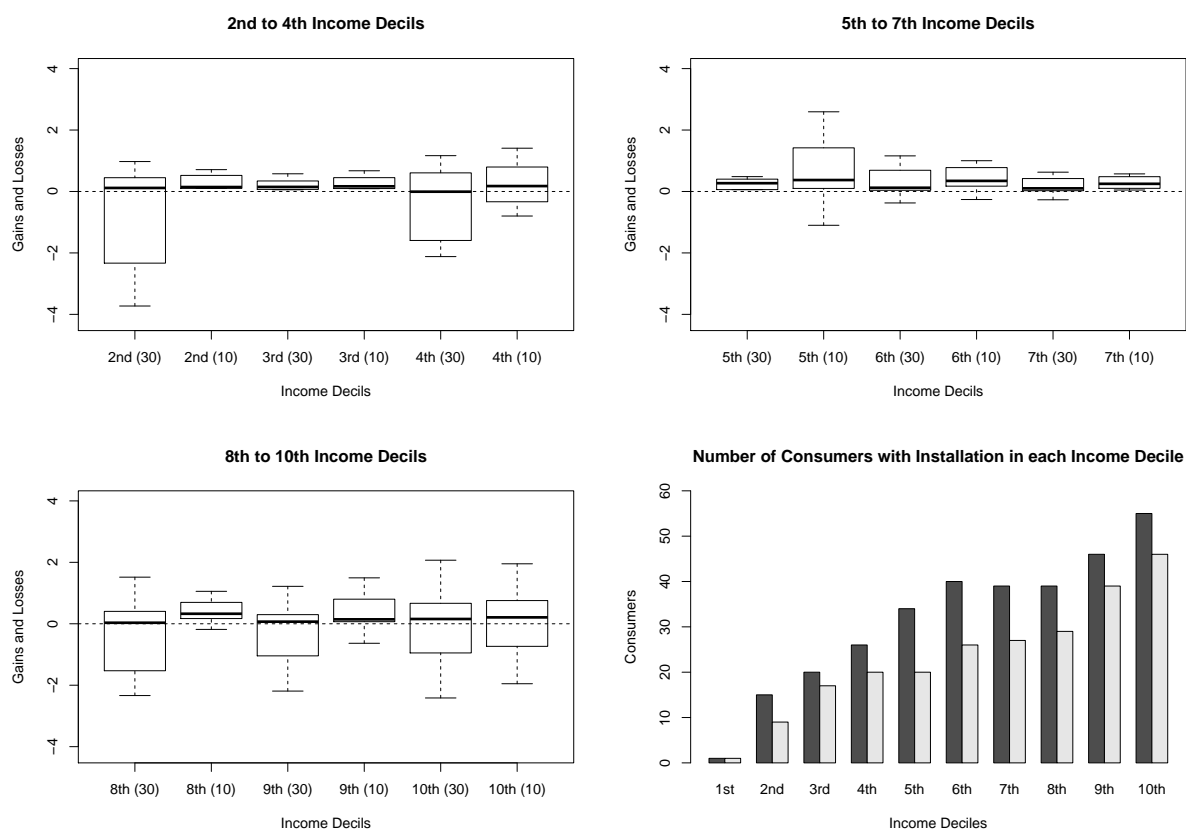 2nd to 4th Income Decils
Gains and Losses
4
2
0
−2
−4
2nd (30) 2nd (10) 3rd (30) 3rd (10) 4th (30) 4th (10)
Income Decils
5th to 7th Income Decils
Gains and Losses
4
2
0
−2
−4
5th (30) 5th (10) 6th (30) 6th (10) 7th (30) 7th (10)
Income Decils
8th to 10th Income Decils
Gains and Losses
4
2
0
−2
−4
8th (30) 8th (10) 9th (30) 9th (10) 10th (30) 10th (10)
Income Decils
Number of Consumers with Installation in each Income Decile
Consumers
60
50
40
30
20
10
0
1st 2nd 3rd 4th 5th 6th 7th 8th 9th 10th
Income Deciles